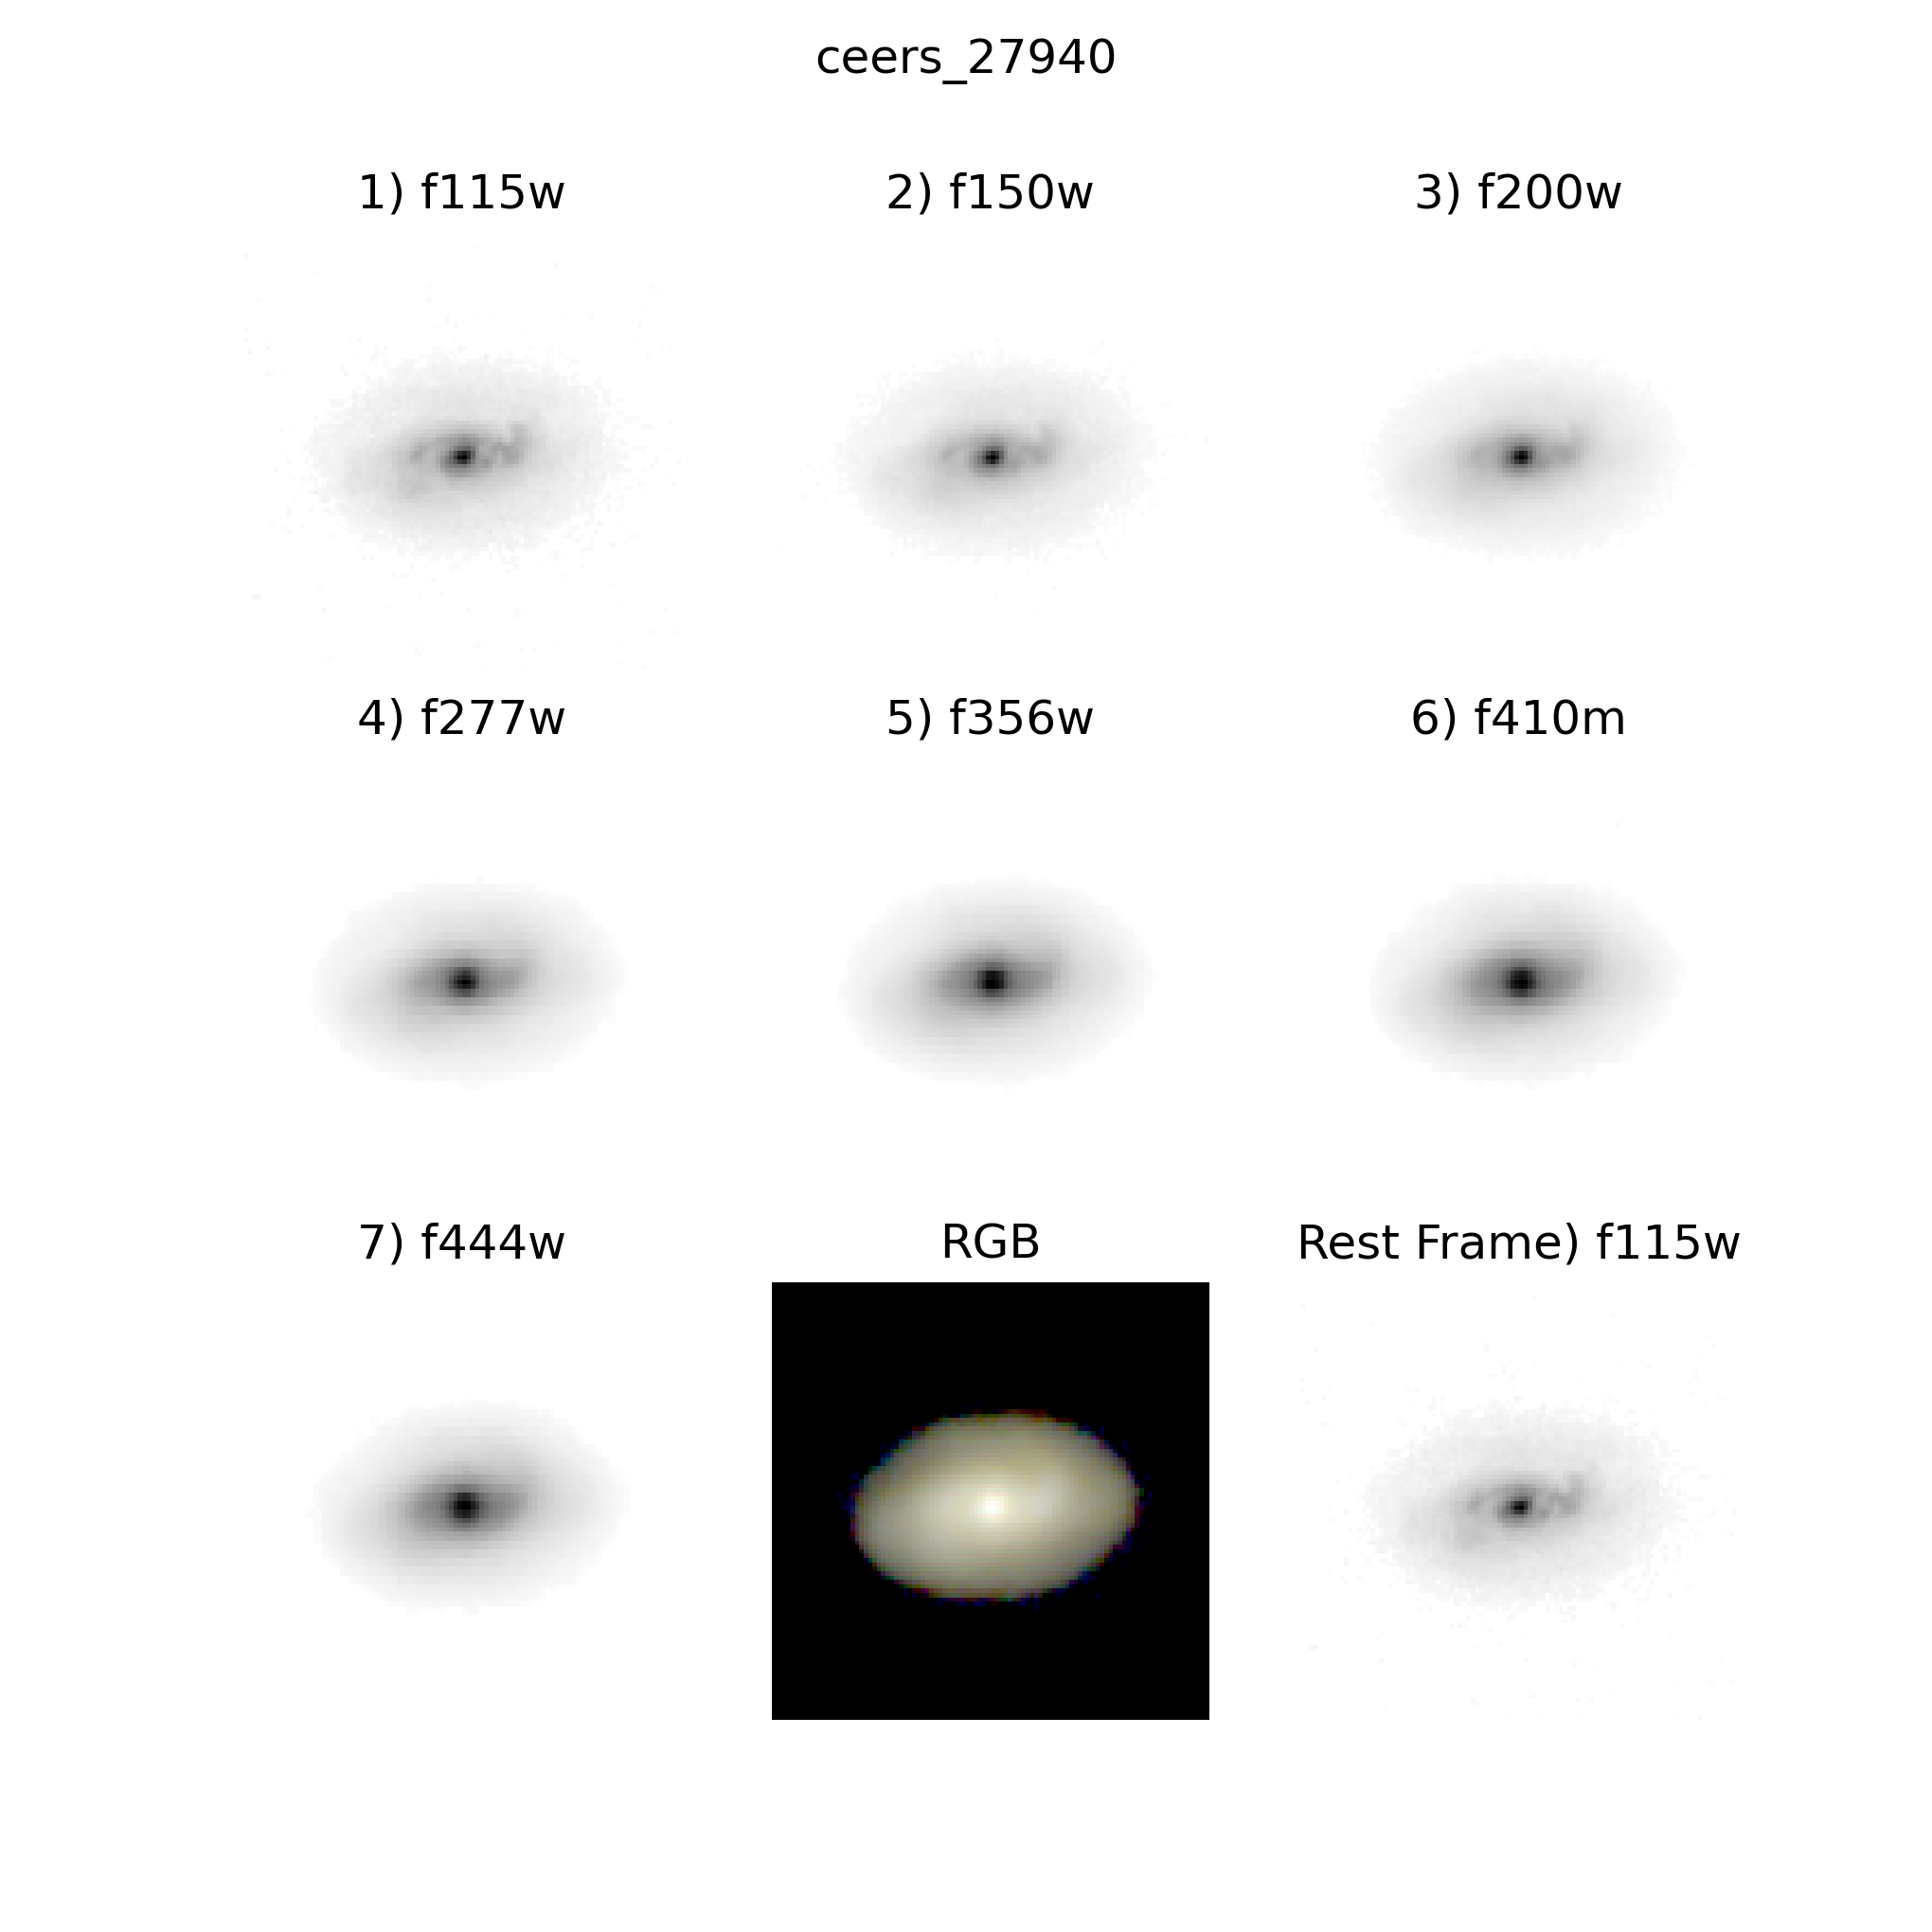 ceers_27940
1) f115w
2) f150w
3) f200w
4) f277w
5) f356w
6) f410m
7) f444w
RGB
Rest Frame) f115w